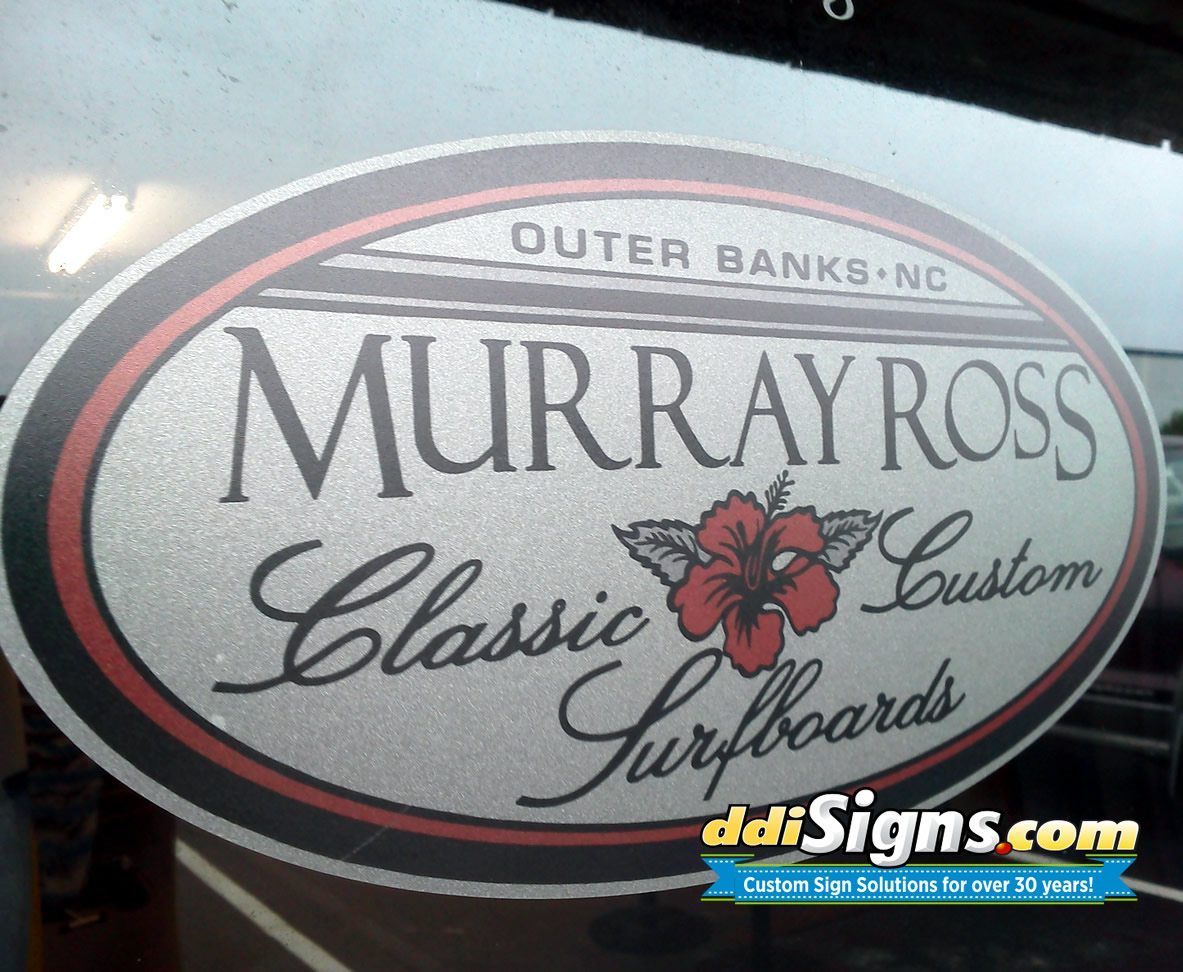 OUTER BANKS • NC
MURRAY ROSS
Classic Custom
Surfboards
ddiSigns.com
Custom Sign Solutions for over 30 years!